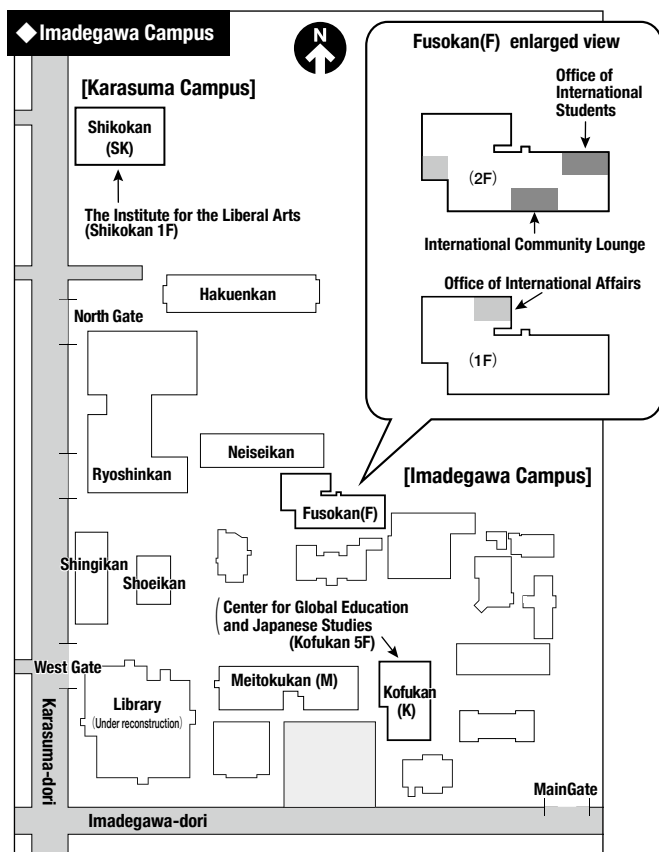 ◆Imadegawa Campus
N
[Karasuma Campus]
Shikokan
(SK)
The Institute for the Liberal Arts
(Shikokan 1F)
Fusokan(F) enlarged view
Office of
International
Students
(2F)
International Community Lounge
Office of International Affairs
(1F)
Hakuenkan
North Gate
Ryoshinkan
Neiseikan
[Imadegawa Campus]
Fusokan(F)
Shingikan
Shoeikan
(Center for Global Education
and Japanese Studies
(Kofukan 5F)
West Gate
Library
(Under reconstruction)
Meitokukan (M)
Kofukan
(K)
Karasuma-dori
MainGate
Imadegawa-dori